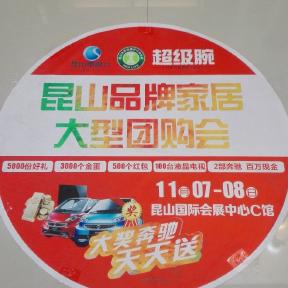 超级腕
昆山品牌家居
大型团购会
5000份好礼 3000个金蛋 500个红包 100台液晶电视 2部奔驰 百万现金
11月07-08日
昆山国际会展中心C馆
大奖奔驰
天天送